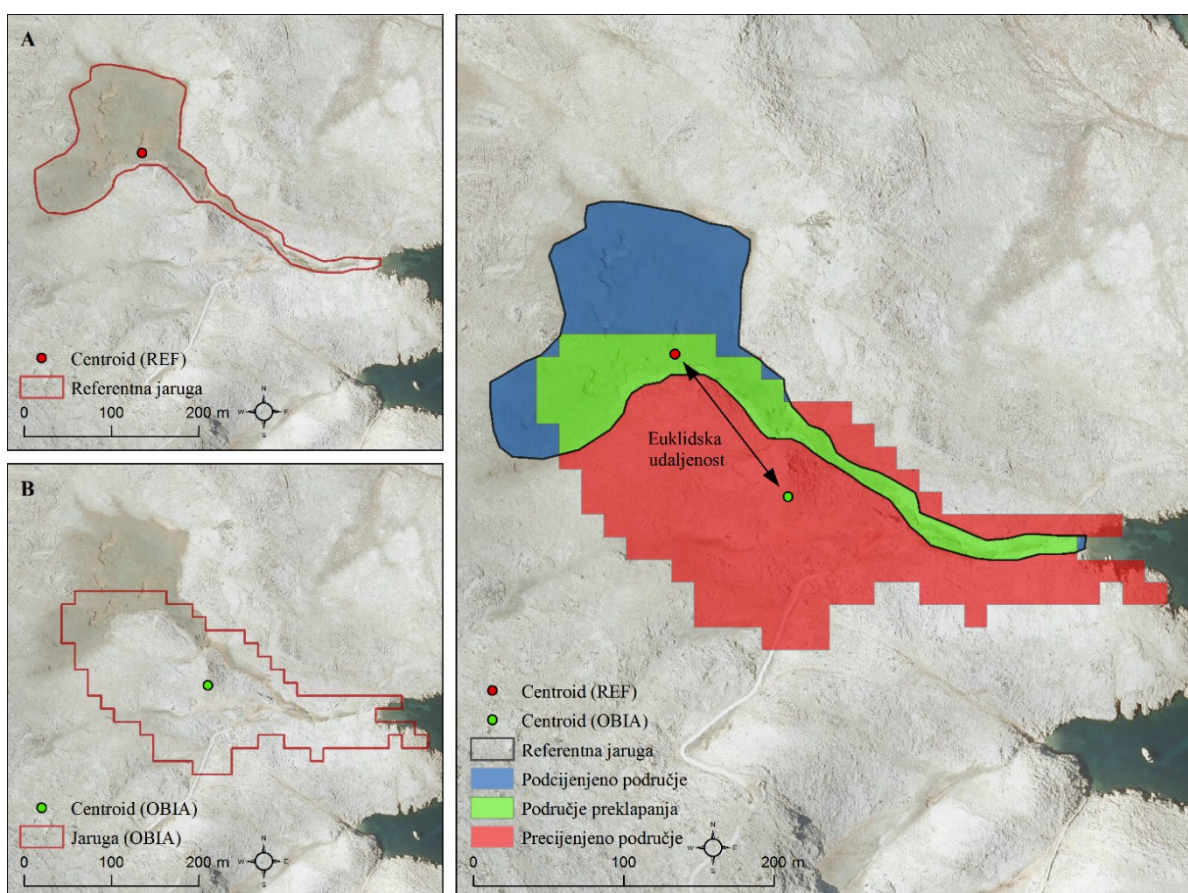 A
Centroid (REF)
Referentna jaruga
0 100 200 m
N
W E
S
B
Centroid (OBIA)
Jaruga (OBIA)
0 100 200 m
N
W E
S
Euklidska
udaljenost
Centroid (REF)
Centroid (OBIA)
Referentna jaruga
Podcijenjeno područje
Područje preklapanja
Precijenjeno područje
N
W E
S
0 100 200 m